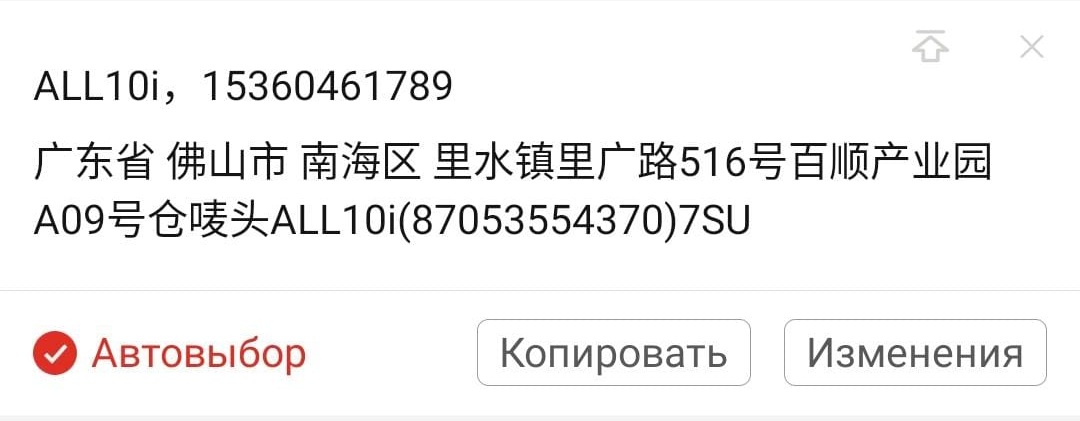 ALL10i，15360461789
广东省 佛山市 南海区 里水镇里广路516号百顺产业园
A09号仓唛头ALL10i(87053554370)7SU
Автовыбор
Копировать
Изменения